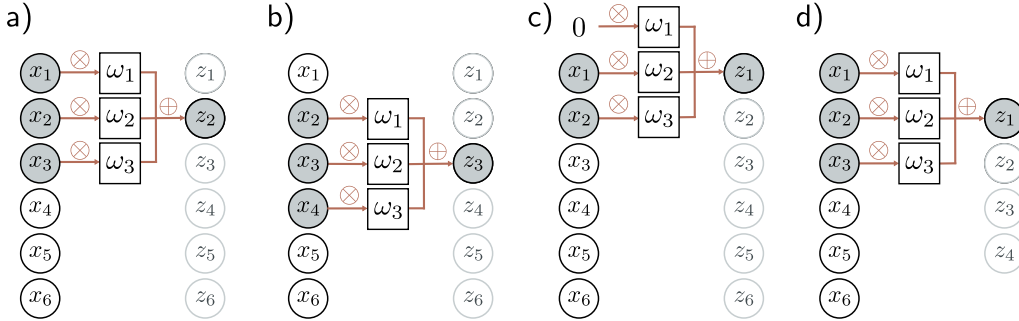 a)
x₁ ⊗ ω₁ z₁
x₂ ⊗ ω₂ ⊕ z₂
x₃ ⊗ ω₃ z₃
x₄ z₄
x₅ z₅
x₆ z₆
b)
x₁ z₁
x₂ ⊗ ω₁ z₂
x₃ ⊗ ω₂ ⊕ z₃
x₄ ⊗ ω₃ z₄
x₅ z₅
x₆ z₆
c)
0 ⊗ ω₁
x₁ ⊗ ω₂ ⊕ z₁
x₂ ⊗ ω₃ z₂
x₃ z₃
x₄ z₄
x₅ z₅
x₆ z₆
d)
x₁ ⊗ ω₁
x₂ ⊗ ω₂ ⊕ z₁
x₃ ⊗ ω₃ z₂
x₄ z₃
x₅ z₄
x₆